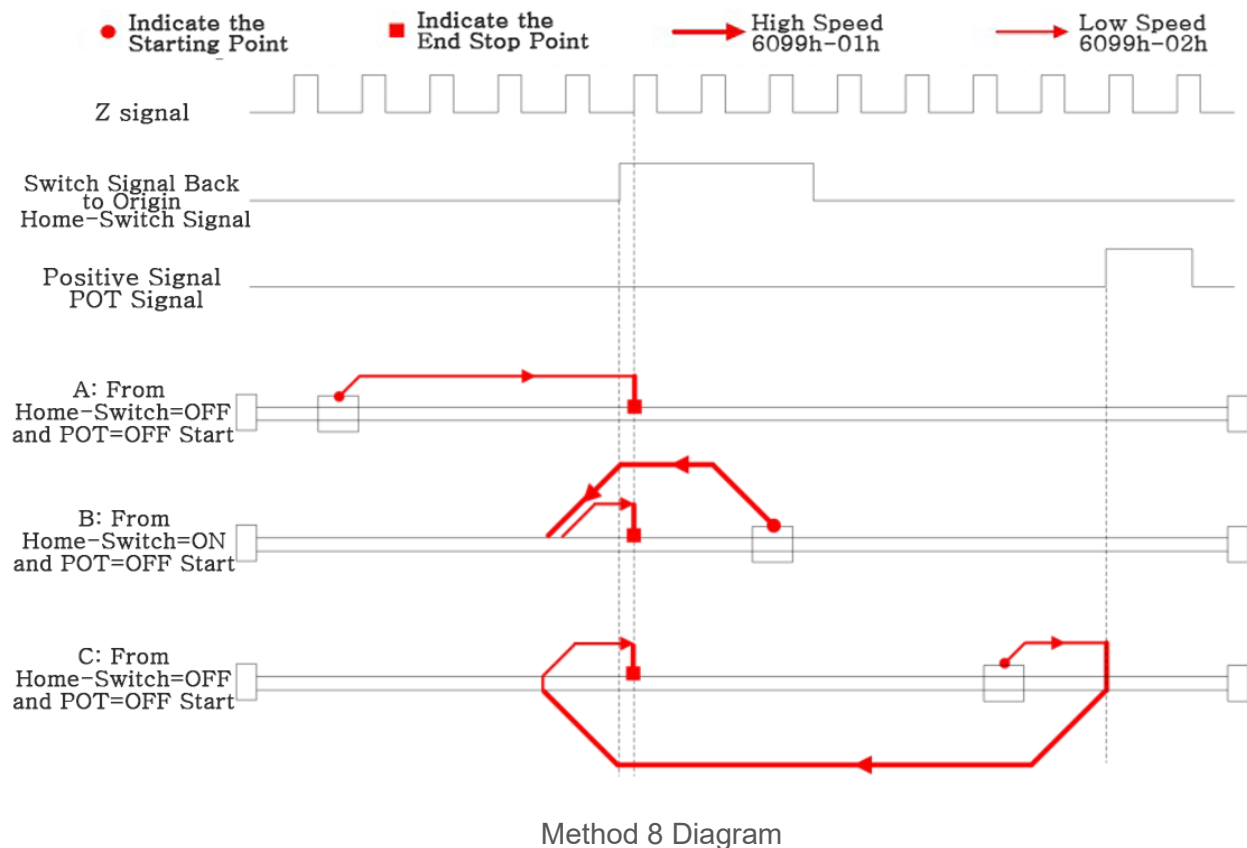 Indicate the
Starting Point
Indicate the
End Stop Point
High Speed
6099h-01h
Low Speed
6099h-02h
Z signal
Switch Signal Back
to Origin
Home-Switch Signal
Positive Signal
POT Signal
A: From
Home-Switch=OFF
and POT=OFF Start
B: From
Home-Switch=ON
and POT=OFF Start
C: From
Home-Switch=OFF
and POT=OFF Start
Method 8 Diagram